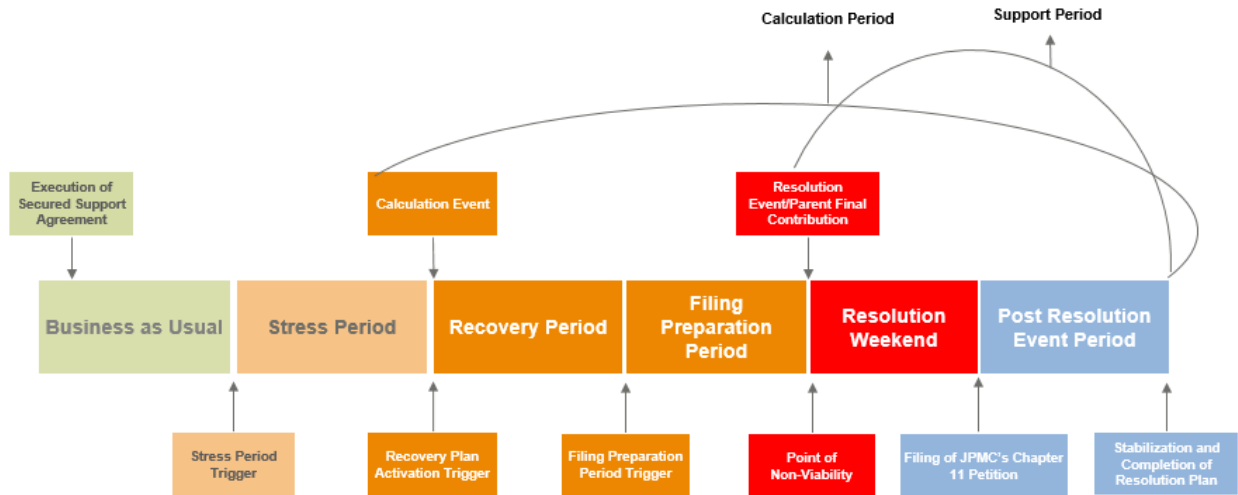 Calculation Period
Support Period
Execution of
Secured Support
Agreement
Calculation Event
Resolution
Event/Parent Final
Contribution
Business as Usual
Stress Period
Recovery Period
Filing
Preparation
Period
Resolution
Weekend
Post Resolution
Event Period
Stress Period
Trigger
Recovery Plan
Activation Trigger
Filing Preparation
Period Trigger
Point of
Non-Viability
Filing of JPMC's Chapter
11 Petition
Stabilization and
Completion of
Resolution Plan